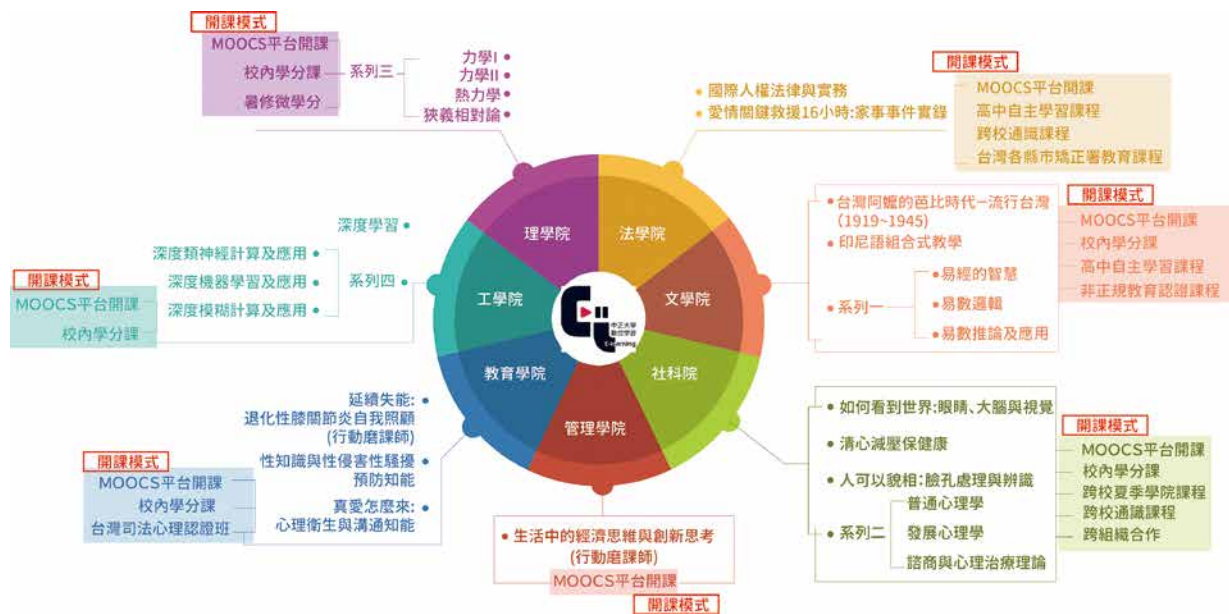 開課模式
MOOCS平台開課
校內學分課
暑修微學分
系列三
力學I
力學II
熱力學
狹義相對論
國際人權法律與實務
愛情關鍵救援16小時:家事事件實錄
開課模式
MOOCS平台開課
高中自主學習課程
跨校通識課程
台灣各縣市矯正署教育課程
台灣阿嬤的芭比時代－流行台灣
（1919~1945)
印尼語組合式教學
系列一
易經的智慧
易數邏輯
易數推論及應用
開課模式
MOOCS平台開課
校內學分課
高中自主學習課程
非正規教育認證課程
深度學習
深度類神經計算及應用
深度機器學習及應用
深度模糊計算及應用
系列四
開課模式
MOOCS平台開課
校內學分課
理學院
法學院
工學院
文學院
教育學院
社科院
管理學院
中正大學
數位學習
E-learning
延續失能:
退化性膝關節炎自我照顧
(行動磨課師)
性知識與性侵害性騷擾
預防知能
真愛怎麼來:
心理衛生與溝通知能
開課模式
MOOCS平台開課
校內學分課
台灣司法心理認證班
生活中的經濟思維與創新思考
(行動磨課師)
MOOCS平台開課
開課模式
如何看到世界:眼睛、大腦與視覺
清心減壓保健康
人可以貌相:臉孔處理與辨識
系列二
普通心理學
發展心理學
諮商與心理治療理論
開課模式
MOOCS平台開課
校內學分課
跨校夏季學院課程
跨校通識課程
跨組織合作